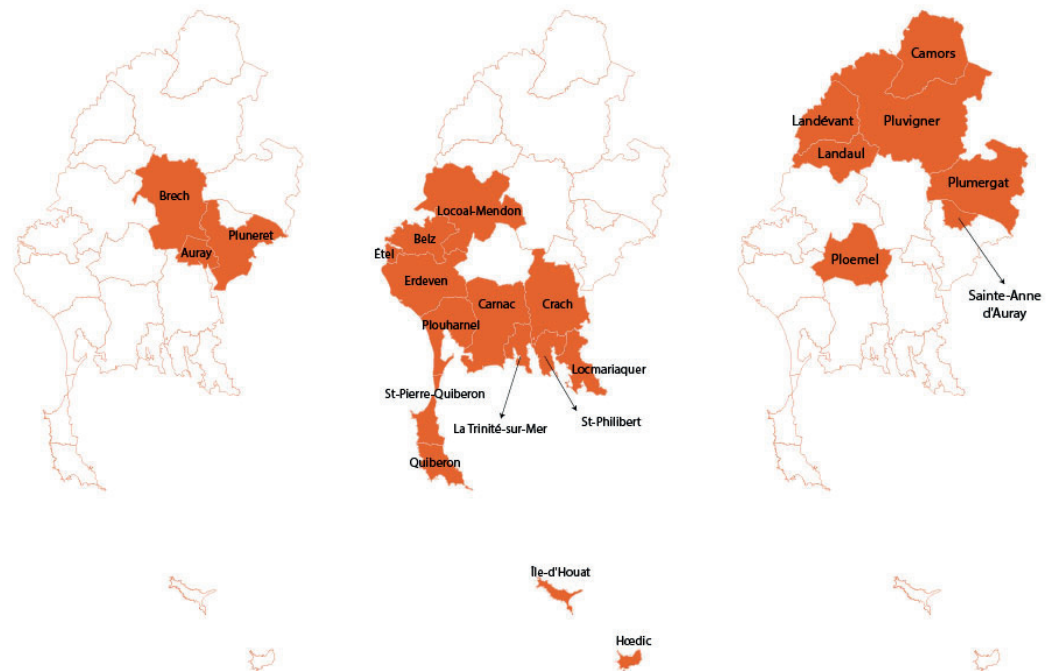 Brech
Pluneret
Auray
Locoal-Mendon
Belz
Étel
Erdeven
Carnac
Crach
Plouharnel
Locmariaquer
St-Pierre-Quiberon
La Trinité-sur-Mer
St-Philibert
Quiberon
Île-d'Houat
Hœdic
Camors
Landévant
Pluvigner
Landaul
Plumergat
Ploemel
Sainte-Anne
d'Auray